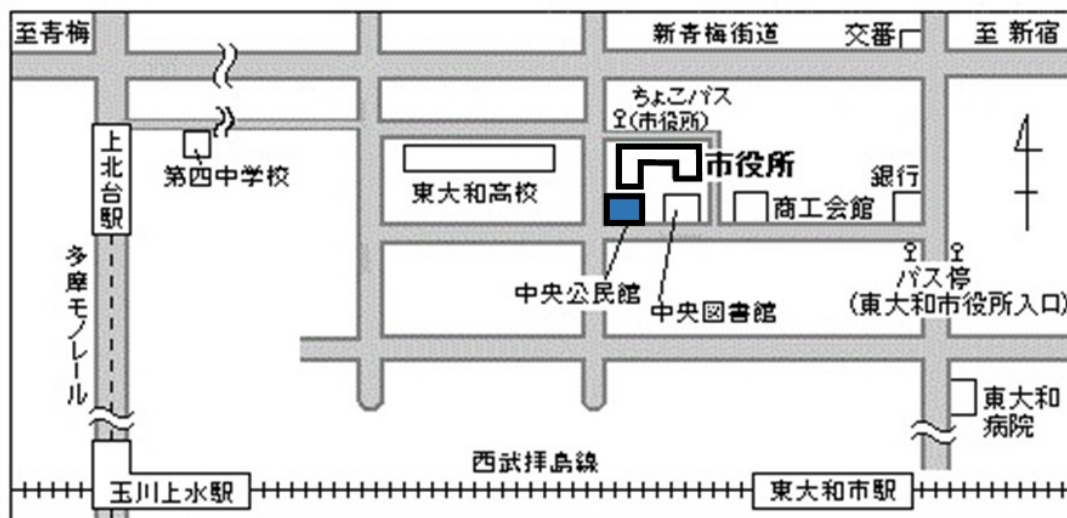 至青梅
新青梅街道
交番
至 新宿
ちょこバス
(市役所)
上北台駅
第四中学校
東大和高校
市役所
銀行
商工会館
多摩モノレール
中央公民館
中央図書館
バス停
(東大和市役所入口)
東大和
病院
西武拝島線
玉川上水駅
東大和市駅